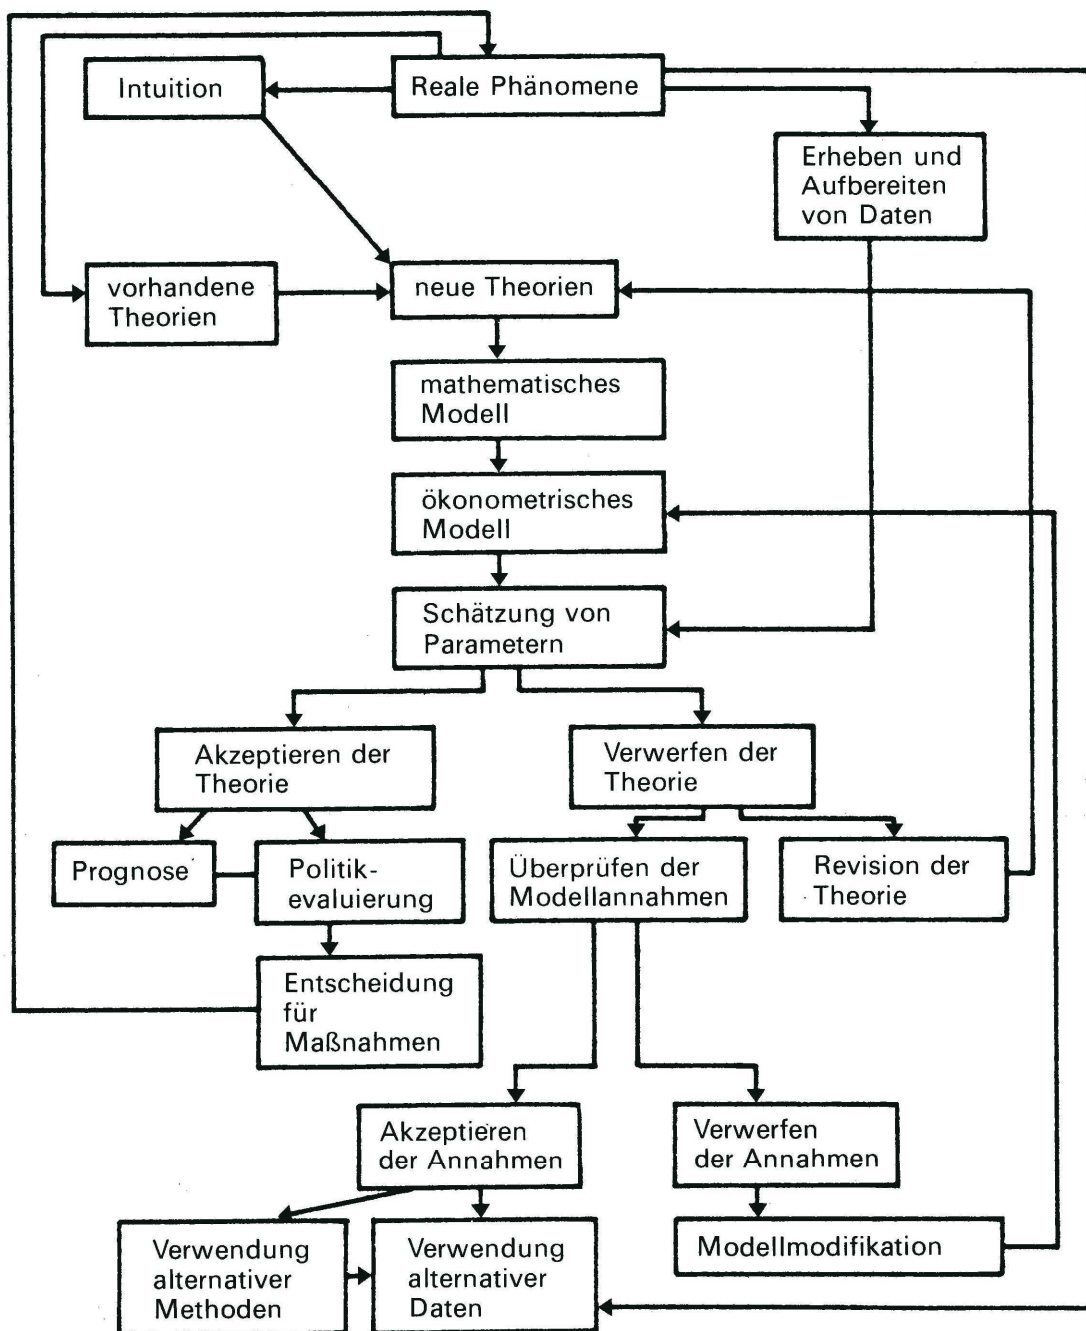 Intuition
Reale Phänomene
Erheben und
Aufbereiten
von Daten
vorhandene
Theorien
neue Theorien
mathematisches
Modell
ökonometrisches
Modell
Schätzung von
Parametern
Akzeptieren der
Theorie
Verwerfen der
Theorie
Prognose
Politik-
evaluierung
Überprüfen der
Modellannahmen
Revision der
Theorie
Entscheidung
für
Maßnahmen
Akzeptieren
der Annahmen
Verwerfen
der Annahmen
Verwendung
alternativer
Methoden
Verwendung
alternativer
Daten
Modellmodifikation